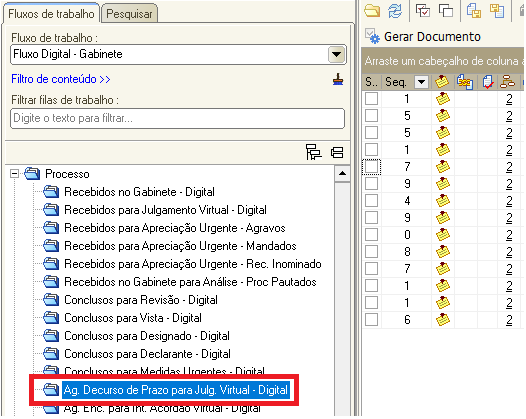 Fluxos de trabalho
Pesquisar
Fluxo de trabalho :
Fluxo Digital - Gabinete
Filtro de conteúdo >>
Filtrar filas de trabalho :
Digite o texto para filtrar...
Processo
Recebidos no Gabinete - Digital
Recebidos para Julgamento Virtual - Digital
Recebidos para Apreciação Urgente - Agravos
Recebidos para Apreciação Urgente - Mandados
Recebidos para Apreciação Urgente - Rec. Inominado
Recebidos no Gabinete para Análise - Proc Pautados
Conclusos para Revisão - Digital
Conclusos para Vista - Digital
Conclusos para Designado - Digital
Conclusos para Declarante - Digital
Conclusos para Medidas Urgentes - Digital
Ag. Decurso de Prazo para Julg. Virtual - Digital
Ag. Enc. para Int. Acórdão Virtual - Digital
Gerar Documento
Arraste um cabeçalho de coluna
S.. Seq.
1 2
5 2
5 2
1 2
7 2
9 2
4 2
9 2
0 2
8 2
7 2
1 2
1 2
6 2